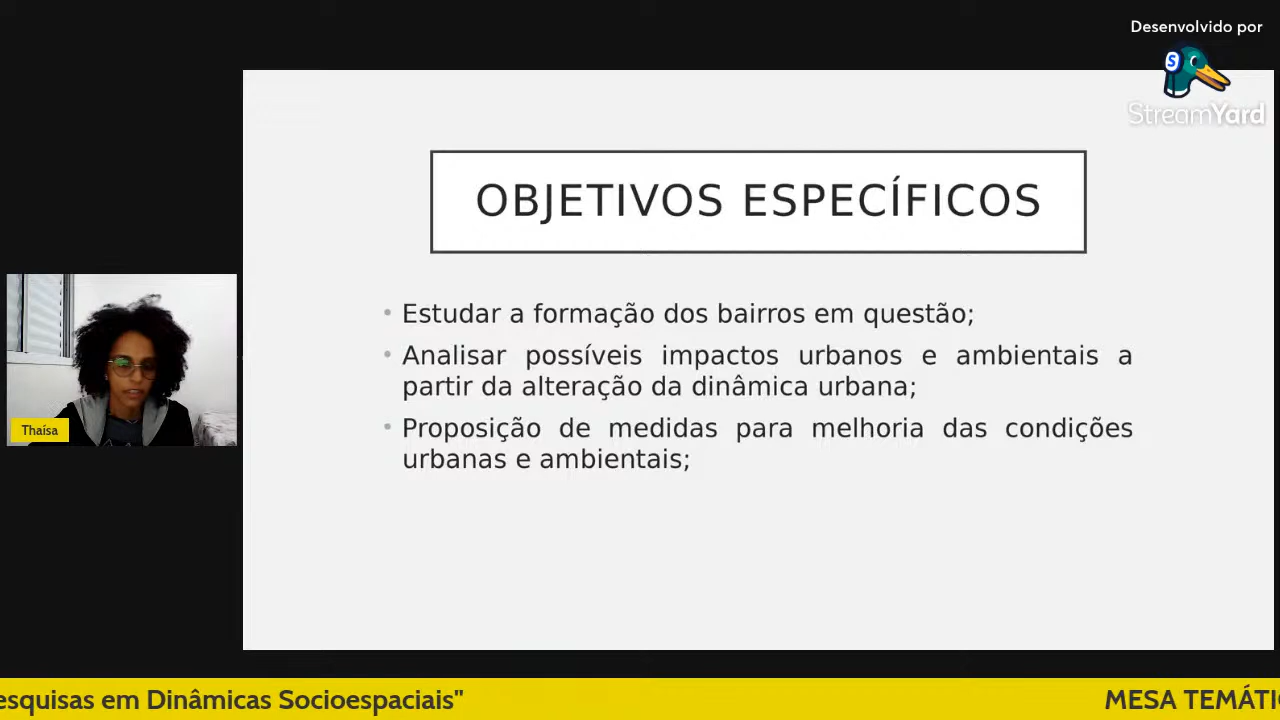 Desenvolvido por
StreamYard
OBJETIVOS ESPECÍFICOS
• Estudar a formação dos bairros em questão;
• Analisar possíveis impactos urbanos e ambientais a
partir da alteração da dinâmica urbana;
• Proposição de medidas para melhoria das condições
urbanas e ambientais;
Thaísa
esquisas em Dinâmicas Socioespaciais" MESA TEMÁTI